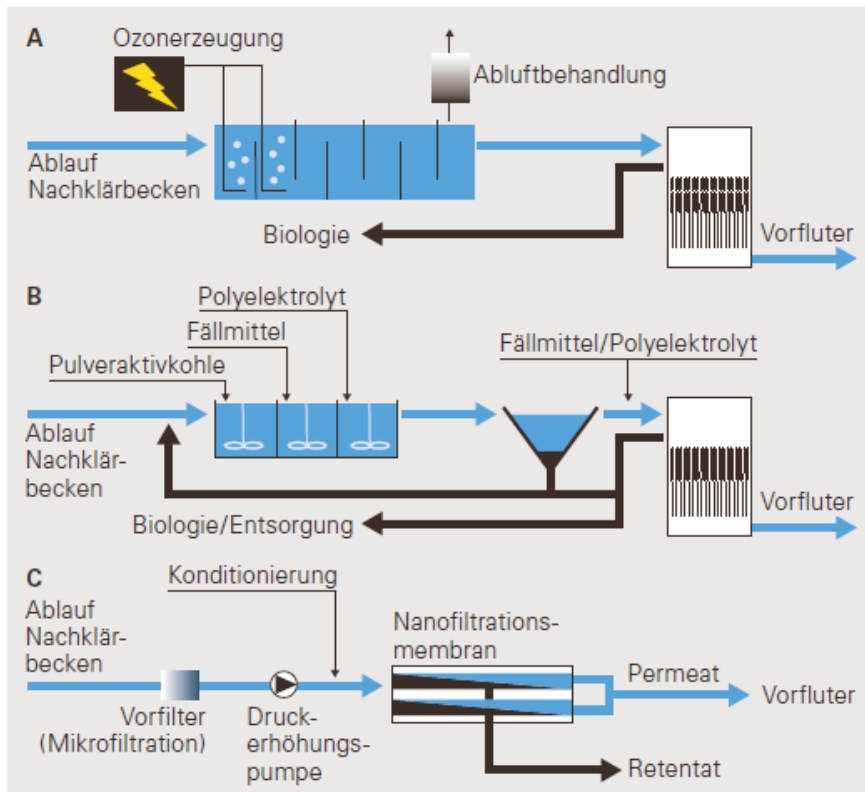 A
Ozonerzeugung
Abluftbehandlung
Ablauf
Nachklärbecken
Biologie
Vorfluter
B
Polyelektrolyt
Fällmittel
Pulveraktivkohle
Fällmittel/Polyelektrolyt
Ablauf
Nachklär-
becken
Biologie/Entsorgung
Vorfluter
C
Konditionierung
Ablauf
Nachklär-
becken
Nanofiltrations-
membran
Permeat
Vorfluter
Vorfilter
(Mikrofiltration)
Druck-
erhöhungs-
pumpe
Retentat